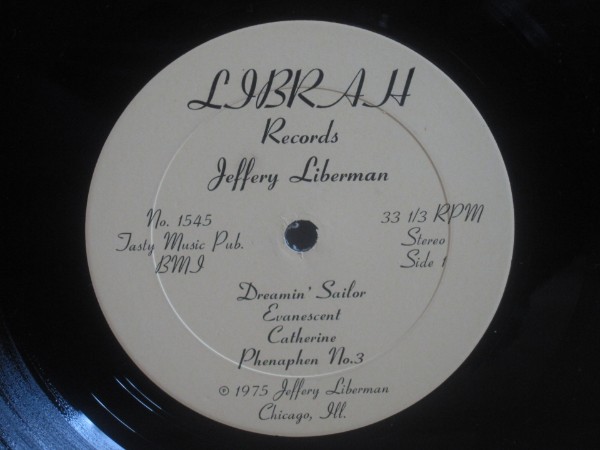 LIBRAH
Records
Jeffery Liberman
No. 1545
Tasty Music Pub.
BMI
33 1/3 RPM
Stereo
Side 1
Dreamin' Sailor
Evanescent
Catherine
Phenaphen No.3
℗ 1975 Jeffery Liberman
Chicago, Ill.